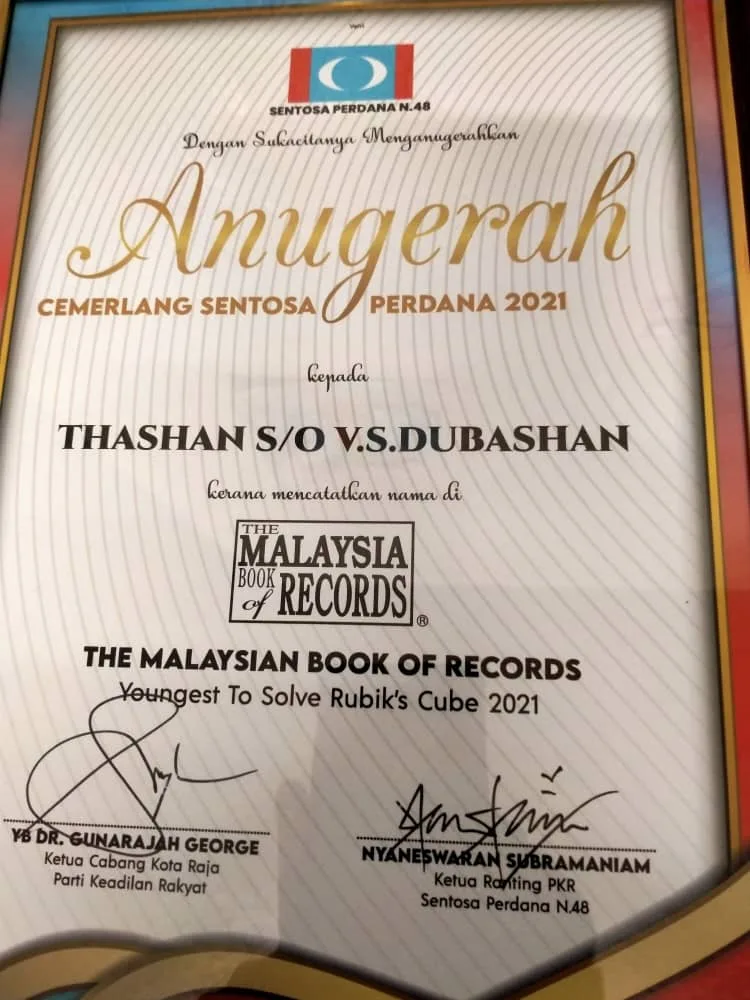 SENTOSA PERDANA N.48
Dengan Sukacitanya Menganugerahkan
Anugerah
CEMERLANG SENTOSA PERDANA 2021
kepada
THASHAN S/O V.S.DUBASHAN
kerana mencatatkan nama di
THE
MALAYSIA
BOOK
of RECORDS®
THE MALAYSIAN BOOK OF RECORDS
Youngest To Solve Rubik's Cube 2021
YB DR. GUNARAJAH GEORGE
Ketua Cabang Kota Raja
Parti Keadilan Rakyat
NYANESWARAN SUBRAMANIAM
Ketua Ranting PKR
Sentosa Perdana N.48